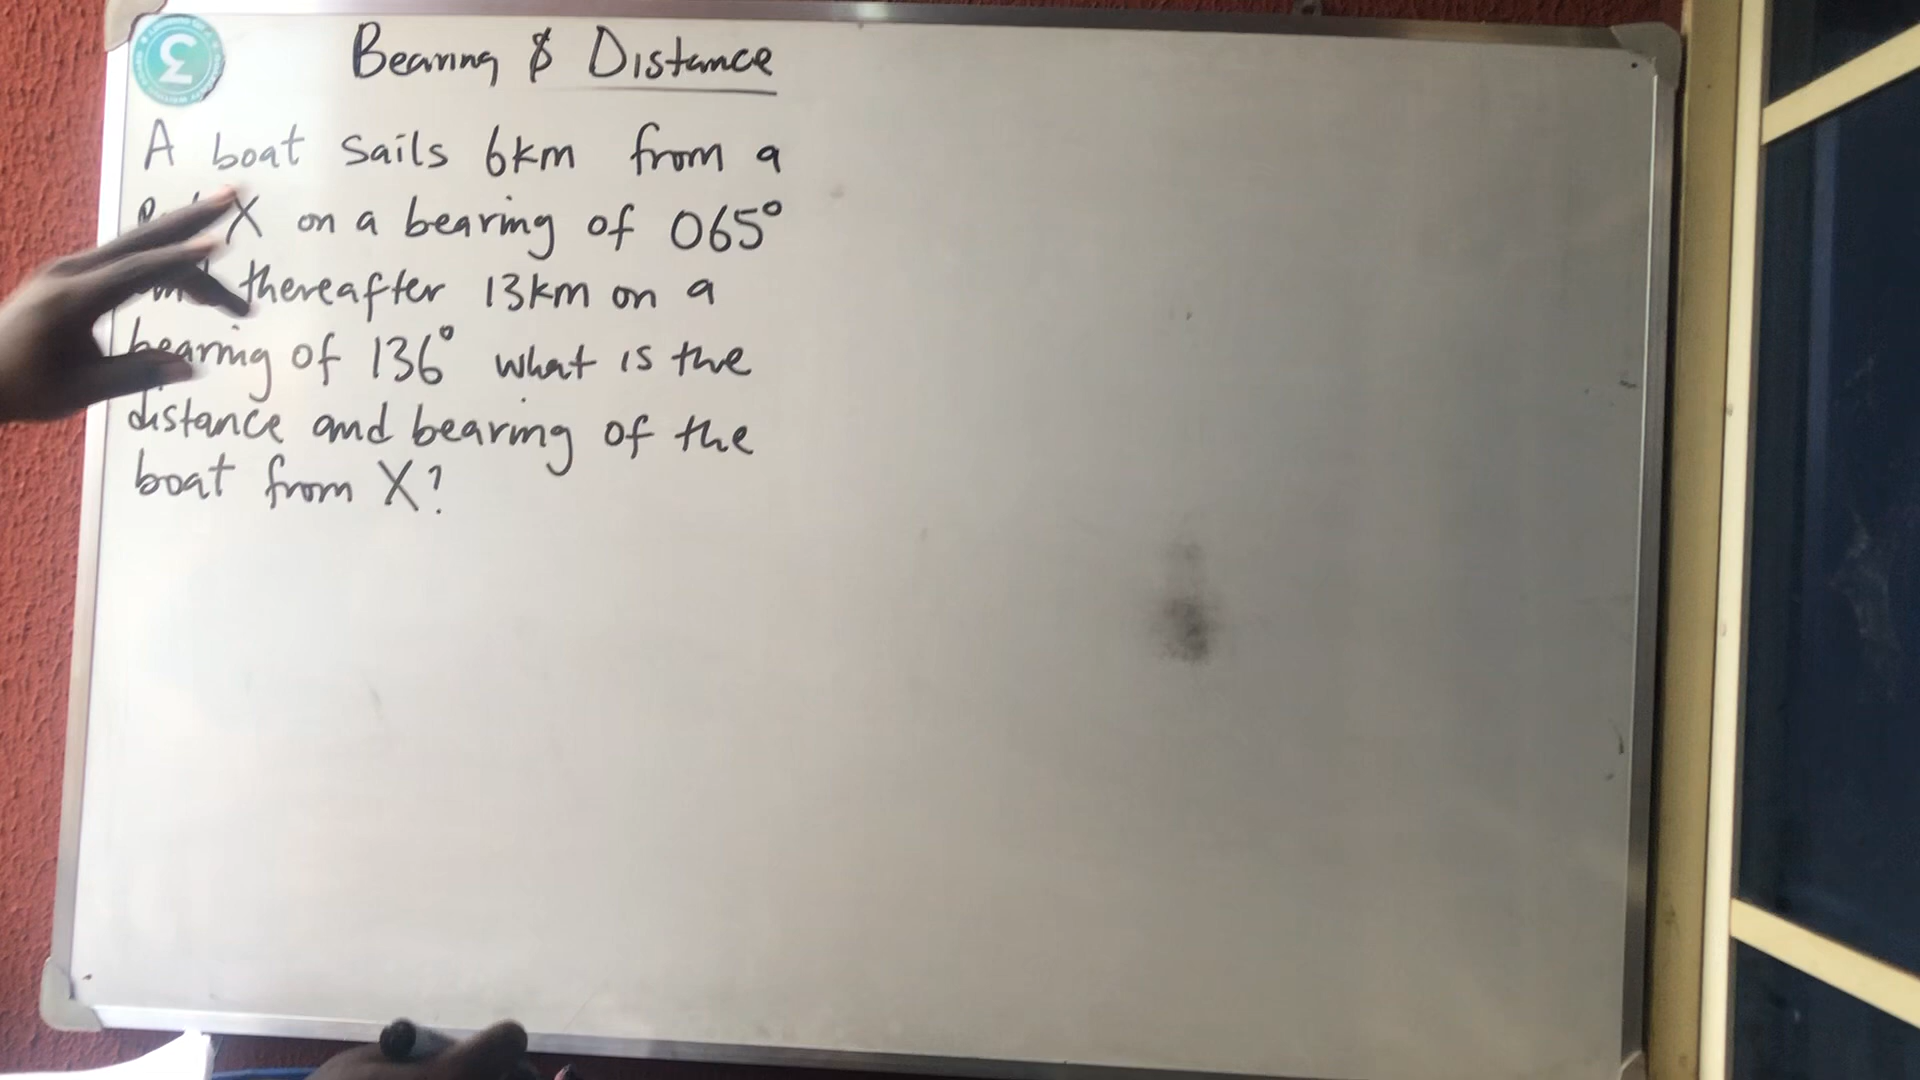 Bearing & Distance
A boat sails 6km from a
X on a bearing of 065°
thereafter 13km on a
bearing of 136° what is the
distance and bearing of the
boat from X?